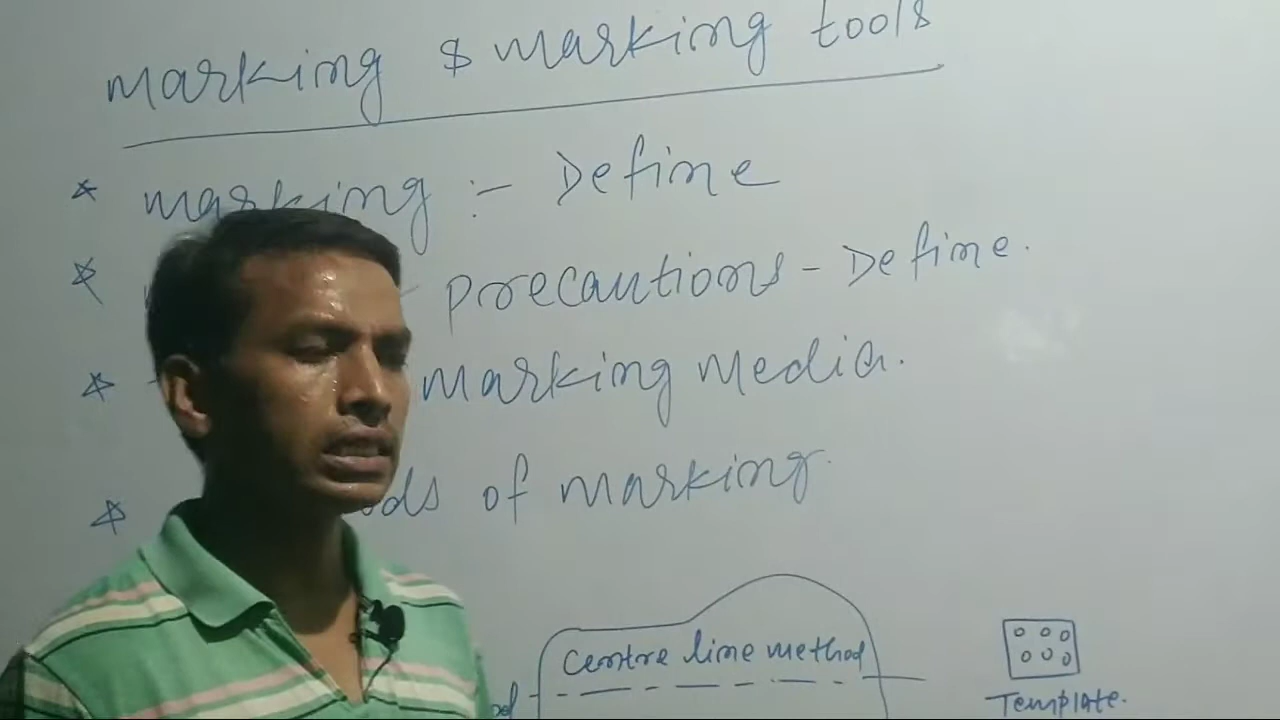 marking & marking tools
* marking :- Define
* precautions - Define.
* marking Media.
* of marking.
Centre line method
Template.